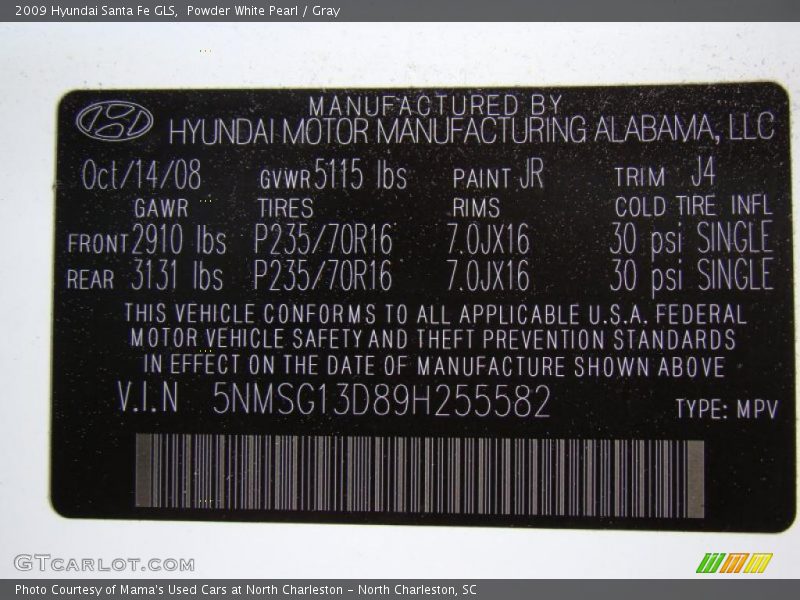 2009 Hyundai Santa Fe GLS, Powder White Pearl / Gray
MANUFACTURED BY
HYUNDAI MOTOR MANUFACTURING ALABAMA, LLC
Oct/14/08 GVWR 5115 lbs PAINT JR TRIM J4
GAWR TIRES RIMS COLD TIRE INFL
FRONT 2910 lbs P235/70R16 7.0JX16 30 psi SINGLE
REAR 3131 lbs P235/70R16 7.0JX16 30 psi SINGLE
THIS VEHICLE CONFORMS TO ALL APPLICABLE U.S.A. FEDERAL
MOTOR VEHICLE SAFETY AND THEFT PREVENTION STANDARDS
IN EFFECT ON THE DATE OF MANUFACTURE SHOWN ABOVE
V.I.N 5NMSG13D89H255582 TYPE: MPV
GTCARLOT.COM
Photo Courtesy of Mama's Used Cars at North Charleston - North Charleston, SC